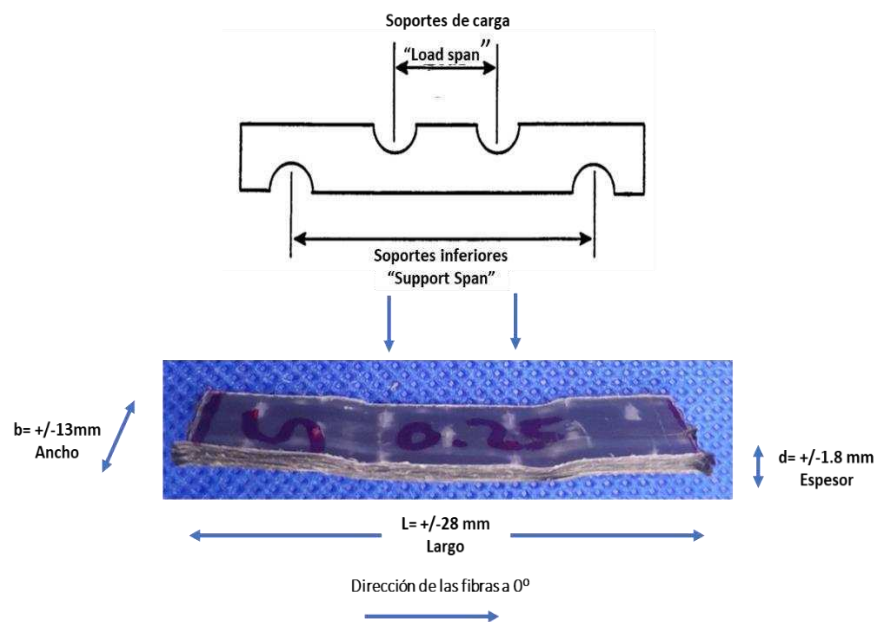 Soportes de carga
“Load span”
Soportes inferiores
“Support Span”
b= +/-13mm
Ancho
5 0.25
d= +/-1.8 mm
Espesor
L= +/-28 mm
Largo
Dirección de las fibras a 0º